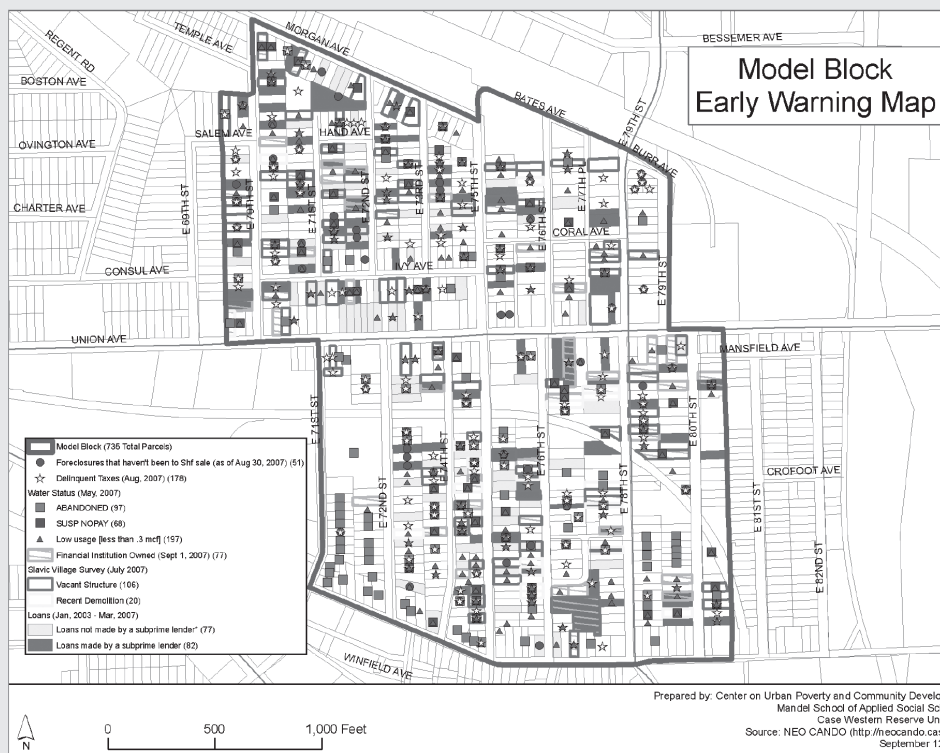 Model Block
Early Warning Map
REGENT RD
TEMPLE AVE
MORGAN AVE
BESSEMER AVE
BOSTON AVE
BATES AVE
E 79TH ST
SALEM AVE
HAND AVE
BURR AVE
OVINGTON AVE
E 69TH ST
E 70TH ST
E 71ST ST
E 72ND ST
E 73RD ST
E 75TH ST
E 76TH ST
E 77TH PL
CHARTER AVE
CORAL AVE
CONSUL AVE
IVY AVE
E 79TH ST
UNION AVE
MANSFIELD AVE
E 71ST ST
E 72ND ST
E 74TH ST
E 76TH ST
E 78TH ST
E 80TH ST
CROFOOT AVE
E 81ST ST
E 82ND ST
WINFIELD AVE
Model Block (735 Total Parcels)
Foreclosures that haven't been to Shf sale (as of Aug 30, 2007) (51)
Delinquent Taxes (Aug, 2007) (178)
Water Status (May, 2007)
ABANDONED (97)
SUSP NOPAY (68)
Low usage [less than .3 mcf] (197)
Financial Institution Owned (Sept 1, 2007) (77)
Slavic Village Survey (July 2007)
Vacant Structure (106)
Recent Demolition (20)
Loans (Jan, 2003 - Mar, 2007)
Loans not made by a subprime lender* (77)
Loans made by a subprime lender (82)
N
0 500 1,000 Feet
Prepared by: Center on Urban Poverty and Community Develo
Mandel School of Applied Social Sc
Case Western Reserve Un
Source: NEO CANDO (http://neocando.ca
September 1